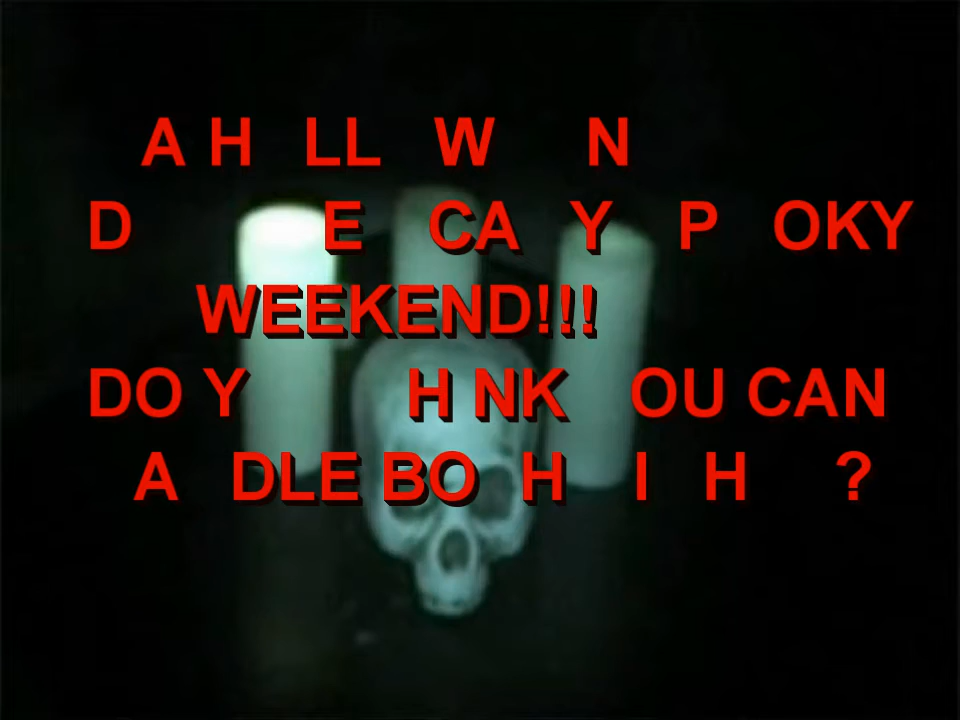 A H LL W N
D E CA Y P OKY
WEEKEND!!!
DO Y H NK OU CAN
A DLE BO H I H ?